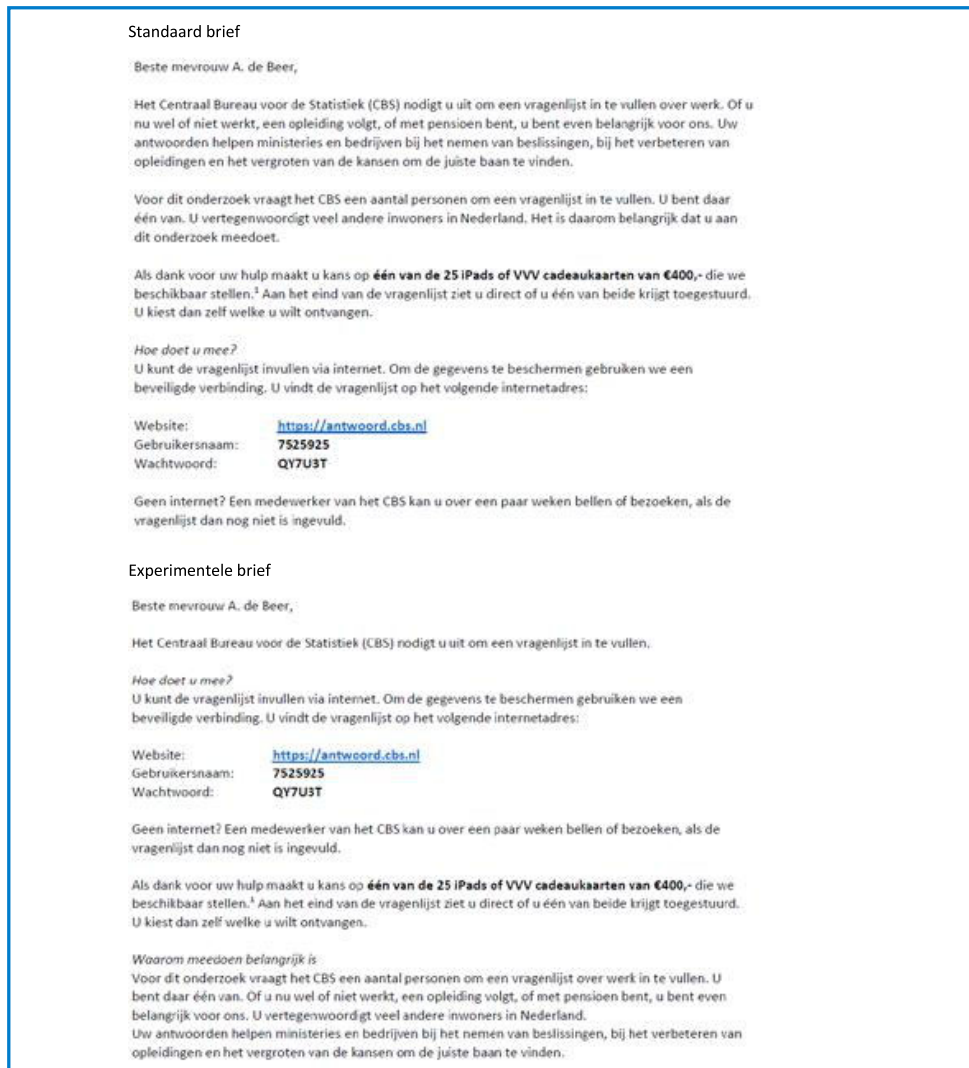 Standaard brief
Beste mevrouw A. de Beer,
Het Centraal Bureau voor de Statistiek (CBS) nodigt u uit om een vragenlijst in te vullen over werk. Of u
nu wel of niet werkt, een opleiding volgt, of met pensioen bent, u bent even belangrijk voor ons. Uw
antwoorden helpen ministeries en bedrijven bij het nemen van beslissingen, bij het verbeteren van
opleidingen en het vergroten van de kansen om de juiste baan te vinden.
Voor dit onderzoek vraagt het CBS een aantal personen om een vragenlijst in te vullen. U bent daar
één van. U vertegenwoordigt veel andere inwoners in Nederland. Het is daarom belangrijk dat u aan
dit onderzoek meedoet.
Als dank voor uw hulp maakt u kans op één van de 25 iPads of VVV cadeaukaarten van €400,- die we
beschikbaar stellen.¹ Aan het eind van de vragenlijst ziet u direct of u één van beide krijgt toegestuurd.
U kiest dan zelf welke u wilt ontvangen.
Hoe doet u mee?
U kunt de vragenlijst invullen via internet. Om de gegevens te beschermen gebruiken we een
beveiligde verbinding. U vindt de vragenlijst op het volgende internetadres:
Website: https://antwoord.cbs.nl
Gebruikersnaam: 7525925
Wachtwoord: QY7U3T
Geen internet? Een medewerker van het CBS kan u over een paar weken bellen of bezoeken, als de
vragenlijst dan nog niet is ingevuld.
Experimentele brief
Beste mevrouw A. de Beer,
Het Centraal Bureau voor de Statistiek (CBS) nodigt u uit om een vragenlijst in te vullen.
Hoe doet u mee?
U kunt de vragenlijst invullen via internet. Om de gegevens te beschermen gebruiken we een
beveiligde verbinding. U vindt de vragenlijst op het volgende internetadres:
Website: https://antwoord.cbs.nl
Gebruikersnaam: 7525925
Wachtwoord: QY7U3T
Geen internet? Een medewerker van het CBS kan u over een paar weken bellen of bezoeken, als de
vragenlijst dan nog niet is ingevuld.
Als dank voor uw hulp maakt u kans op één van de 25 iPads of VVV cadeaukaarten van €400,- die we
beschikbaar stellen.¹ Aan het eind van de vragenlijst ziet u direct of u één van beide krijgt toegestuurd.
U kiest dan zelf welke u wilt ontvangen.
Waarom meedoen belangrijk is
Voor dit onderzoek vraagt het CBS een aantal personen om een vragenlijst over werk in te vullen. U
bent daar één van. Of u nu wel of niet werkt, een opleiding volgt, of met pensioen bent, u bent even
belangrijk voor ons. U vertegenwoordigt veel andere inwoners in Nederland.
Uw antwoorden helpen ministeries en bedrijven bij het nemen van beslissingen, bij het verbeteren van
opleidingen en het vergroten van de kansen om de juiste baan te vinden.